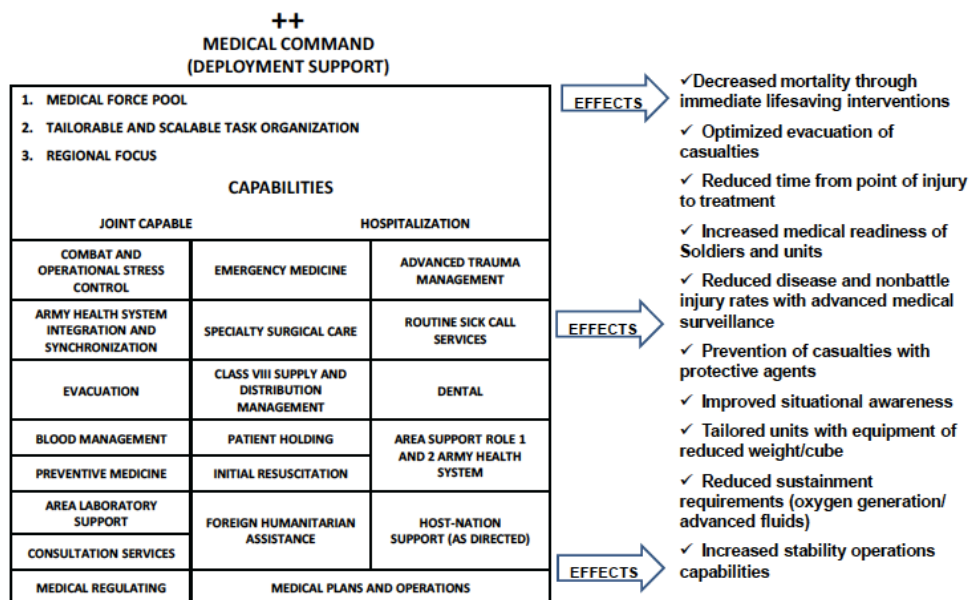 ++
MEDICAL COMMAND
(DEPLOYMENT SUPPORT)
1. MEDICAL FORCE POOL
2. TAILORABLE AND SCALABLE TASK ORGANIZATION
3. REGIONAL FOCUS
CAPABILITIES
JOINT CAPABLE
HOSPITALIZATION
COMBAT AND
OPERATIONAL STRESS
CONTROL
EMERGENCY MEDICINE
ADVANCED TRAUMA
MANAGEMENT
ARMY HEALTH SYSTEM
INTEGRATION AND
SYNCHRONIZATION
SPECIALTY SURGICAL CARE
ROUTINE SICK CALL
SERVICES
EVACUATION
CLASS VIII SUPPLY AND
DISTRIBUTION
MANAGEMENT
DENTAL
BLOOD MANAGEMENT
PATIENT HOLDING
AREA SUPPORT ROLE 1
AND 2 ARMY HEALTH
SYSTEM
PREVENTIVE MEDICINE
INITIAL RESUSCITATION
AREA LABORATORY
SUPPORT
FOREIGN HUMANITARIAN
ASSISTANCE
HOST-NATION
SUPPORT (AS DIRECTED)
CONSULTATION SERVICES
MEDICAL REGULATING
MEDICAL PLANS AND OPERATIONS
EFFECTS
EFFECTS
EFFECTS
✓Decreased mortality through
immediate lifesaving interventions
✓ Optimized evacuation of
casualties
✓ Reduced time from point of injury
to treatment
✓ Increased medical readiness of
Soldiers and units
✓ Reduced disease and nonbattle
injury rates with advanced medical
surveillance
✓ Prevention of casualties with
protective agents
✓ Improved situational awareness
✓ Tailored units with equipment of
reduced weight/cube
✓ Reduced sustainment
requirements (oxygen generation/
advanced fluids)
✓ Increased stability operations
capabilities